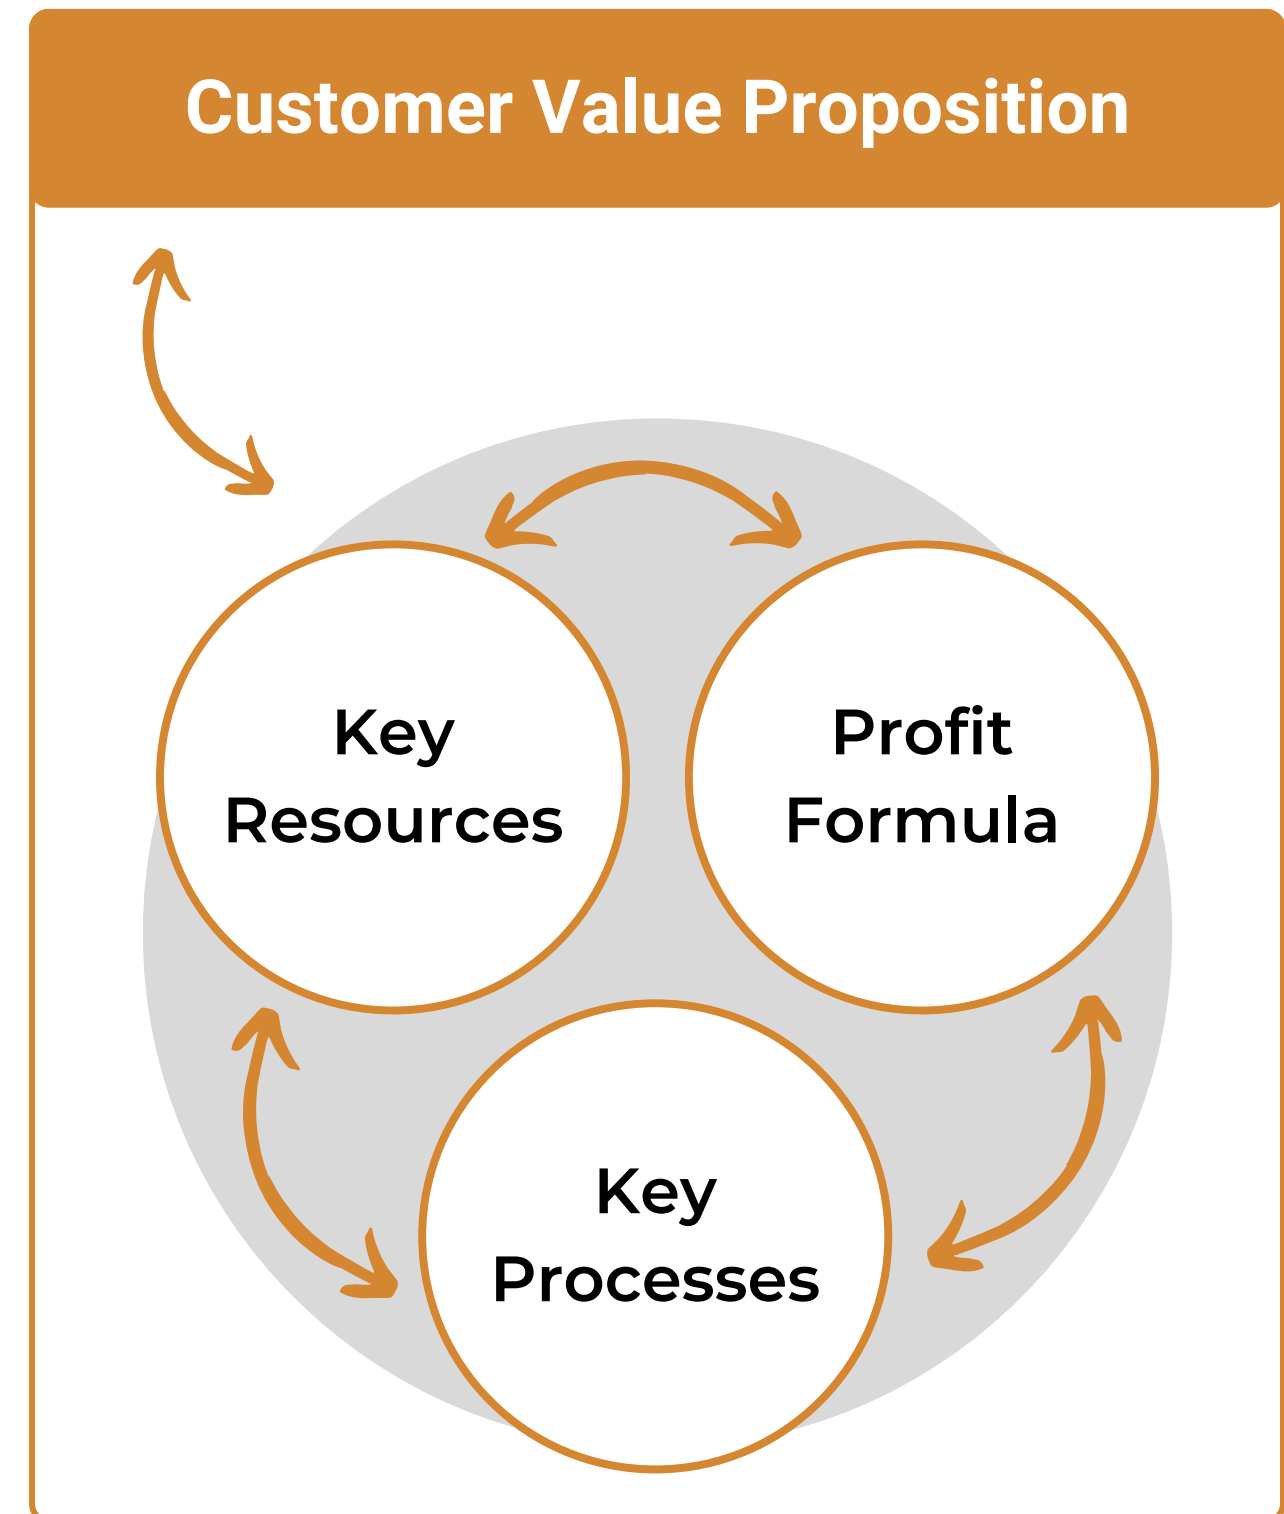 Customer Value Proposition
Key
Resources
Profit
Formula
Key
Processes